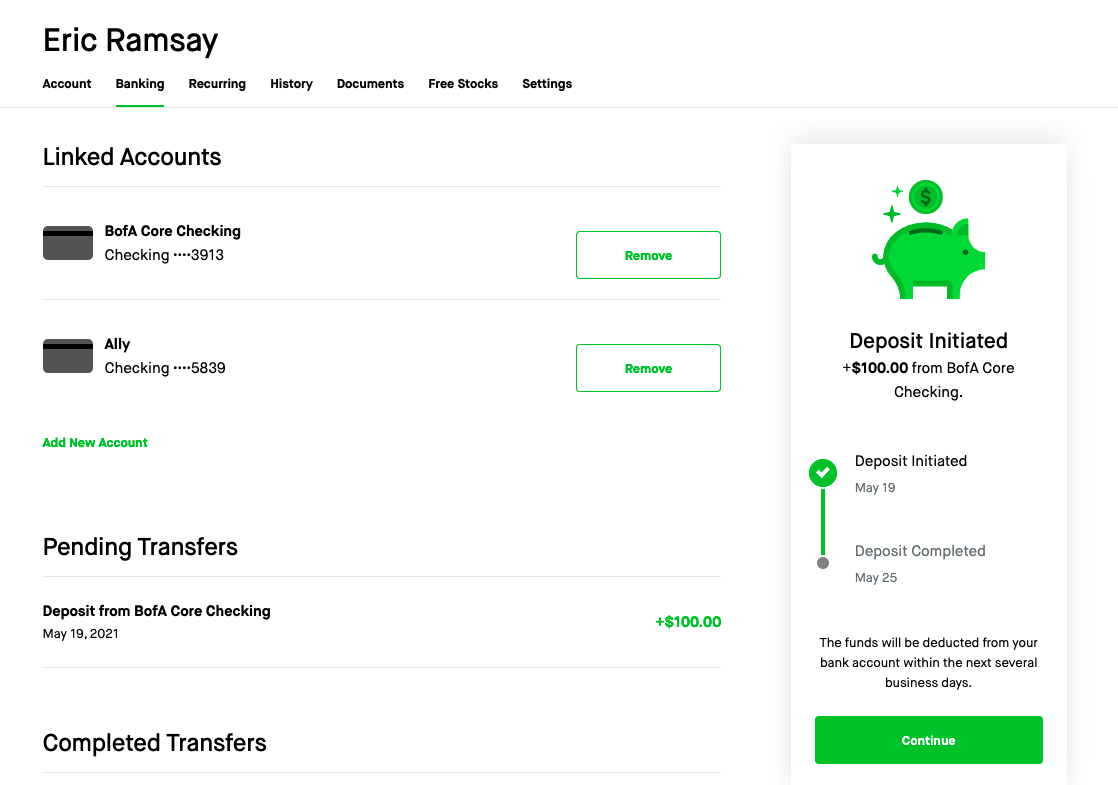 Eric Ramsay
Account Banking Recurring History Documents Free Stocks Settings
Linked Accounts
BofA Core Checking
Checking ••••3913
Remove
Ally
Checking ••••5839
Remove
Add New Account
Pending Transfers
Deposit from BofA Core Checking
May 19, 2021
+$100.00
Completed Transfers
$
Deposit Initiated
+$100.00 from BofA Core
Checking.
Deposit Initiated
May 19
Deposit Completed
May 25
The funds will be deducted from your
bank account within the next several
business days.
Continue